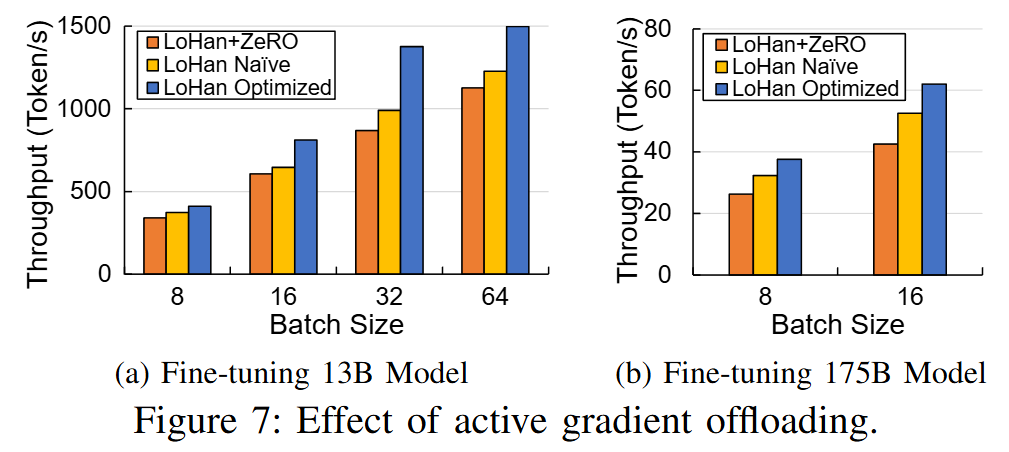 Throughput (Token/s)
1500
1000
500
0
LoHan+ZeRO
LoHan Naïve
LoHan Optimized
8 16 32 64
Batch Size
(a) Fine-tuning 13B Model
Throughput (Token/s)
80
60
40
20
0
LoHan+ZeRO
LoHan Naïve
LoHan Optimized
8 16
Batch Size
(b) Fine-tuning 175B Model
Figure 7: Effect of active gradient offloading.